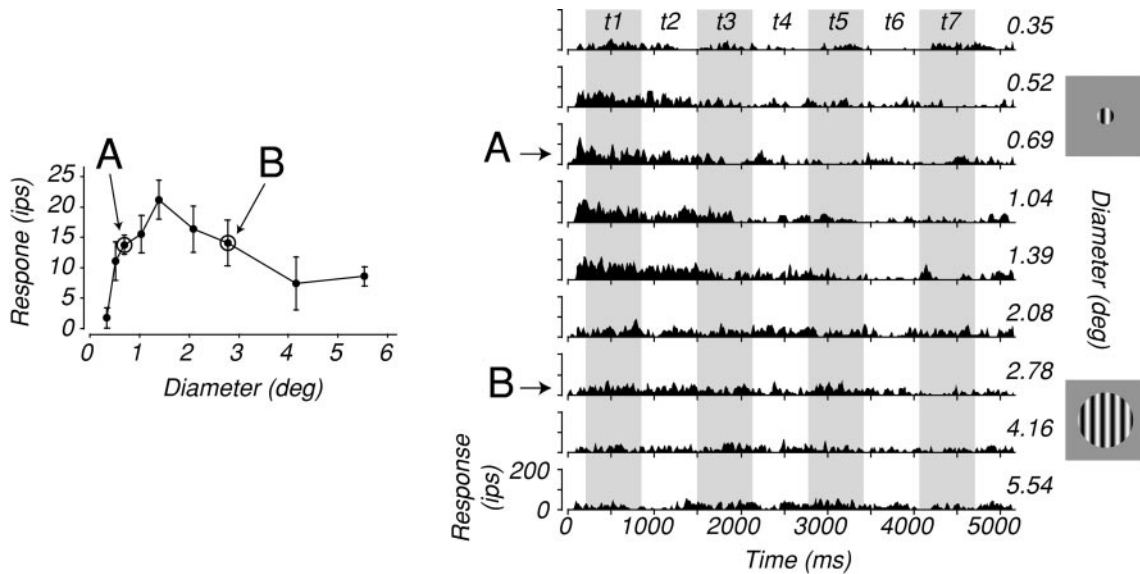 A
B
25
20
15
10
5
0
Respone (ips)
0 1 2 3 4 5 6
Diameter (deg)
t1 t2 t3 t4 t5 t6 t7
0.35
0.52
A
0.69
1.04
1.39
2.08
B
2.78
4.16
5.54
Diameter (deg)
Response
(ips)
200
0
0 1000 2000 3000 4000 5000
Time (ms)